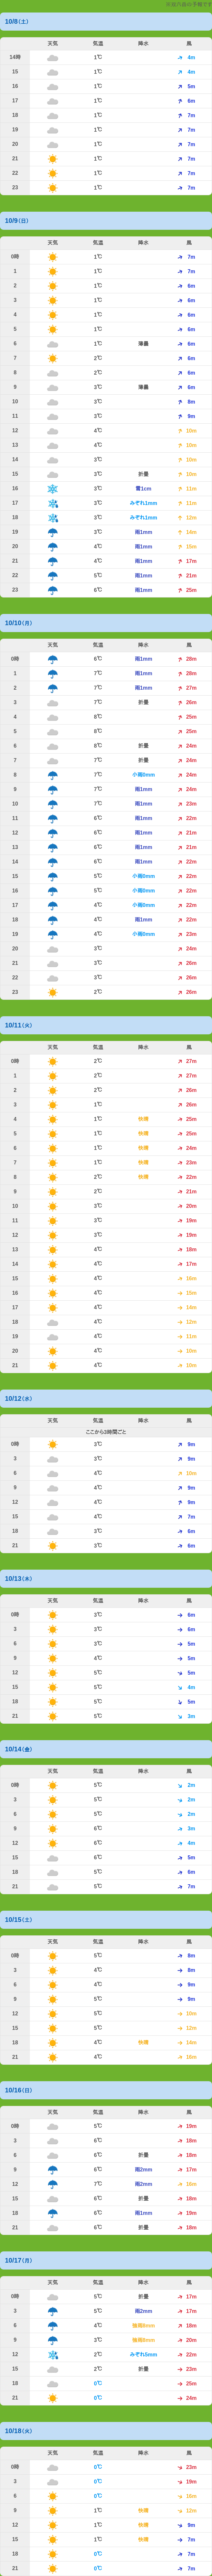 10/8(土)
天気 気温 降水 風
14時 1℃ 4m
15 1℃ 4m
16 1℃ 5m
17 1℃ 6m
18 1℃ 7m
19 1℃ 7m
20 1℃ 7m
21 1℃ 7m
22 1℃ 7m
23 1℃ 7m
10/9(日)
天気 気温 降水 風
0時 1℃ 7m
1 1℃ 7m
2 1℃ 6m
3 1℃ 6m
4 1℃ 6m
5 1℃ 6m
6 1℃ 薄曇 6m
7 2℃ 6m
8 2℃ 6m
9 3℃ 薄曇 6m
10 3℃ 8m
11 3℃ 9m
12 4℃ 10m
13 4℃ 10m
14 3℃ 10m
15 3℃ 折曇 10m
16 3℃ 雪1cm 11m
17 3℃ みぞれ1mm 11m
18 3℃ みぞれ1mm 12m
19 3℃ 雨1mm 14m
20 4℃ 雨1mm 15m
21 4℃ 雨1mm 17m
22 5℃ 雨1mm 21m
23 6℃ 雨1mm 25m
10/10(月)
天気 気温 降水 風
0時 6℃ 雨1mm 28m
1 7℃ 雨1mm 28m
2 7℃ 雨1mm 27m
3 7℃ 折曇 26m
4 8℃ 25m
5 8℃ 25m
6 8℃ 折曇 24m
7 7℃ 折曇 24m
8 7℃ 小雨0mm 24m
9 7℃ 雨1mm 24m
10 7℃ 雨1mm 23m
11 6℃ 雨1mm 22m
12 6℃ 雨1mm 21m
13 6℃ 雨1mm 21m
14 6℃ 雨1mm 22m
15 5℃ 小雨0mm 22m
16 5℃ 小雨0mm 22m
17 4℃ 小雨0mm 22m
18 4℃ 雨1mm 22m
19 4℃ 小雨0mm 23m
20 3℃ 24m
21 3℃ 26m
22 3℃ 26m
23 2℃ 26m
10/11(火)
天気 気温 降水 風
0時 2℃ 27m
1 2℃ 27m
2 2℃ 26m
3 1℃ 26m
4 1℃ 快晴 25m
5 1℃ 快晴 25m
6 1℃ 快晴 24m
7 1℃ 快晴 23m
8 2℃ 快晴 22m
9 2℃ 21m
10 3℃ 20m
11 3℃ 19m
12 3℃ 19m
13 4℃ 18m
14 4℃ 17m
15 4℃ 16m
16 4℃ 15m
17 4℃ 14m
18 4℃ 12m
19 4℃ 11m
20 4℃ 10m
21 4℃ 10m
10/12(水)
天気 気温 降水 風
ここから3時間ごと
0時 3℃ 9m
3 3℃ 9m
6 4℃ 10m
9 4℃ 9m
12 4℃ 9m
15 4℃ 7m
18 3℃ 6m
21 3℃ 6m
10/13(木)
天気 気温 降水 風
0時 3℃ 6m
3 3℃ 6m
6 3℃ 5m
9 4℃ 5m
12 5℃ 5m
15 5℃ 4m
18 5℃ 5m
21 5℃ 3m
10/14(金)
天気 気温 降水 風
0時 5℃ 2m
3 5℃ 2m
6 5℃ 2m
9 6℃ 3m
12 6℃ 4m
15 6℃ 5m
18 5℃ 6m
21 5℃ 7m
10/15(土)
天気 気温 降水 風
0時 5℃ 8m
3 4℃ 8m
6 4℃ 9m
9 5℃ 9m
12 5℃ 10m
15 5℃ 12m
18 4℃ 快晴 14m
21 4℃ 16m
10/16(日)
天気 気温 降水 風
0時 5℃ 19m
3 6℃ 18m
6 6℃ 折曇 18m
9 6℃ 雨2mm 17m
12 7℃ 雨2mm 16m
15 6℃ 折曇 18m
18 6℃ 雨1mm 19m
21 6℃ 折曇 18m
10/17(月)
天気 気温 降水 風
0時 5℃ 折曇 17m
3 5℃ 雨2mm 17m
6 4℃ 18m
9 3℃ 20m
12 2℃ みぞれ5mm 22m
15 2℃ 折曇 23m
18 0℃ 25m
21 0℃ 24m
10/18(火)
天気 気温 降水 風
0時 0℃ 23m
3 0℃ 19m
6 0℃ 16m
9 1℃ 快晴 12m
12 1℃ 快晴 9m
15 1℃ 快晴 7m
18 0℃ 7m
21 0℃ 7m